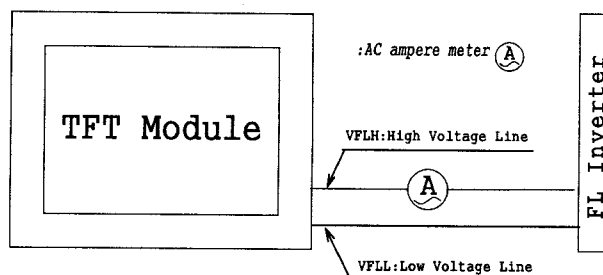 :AC ampere meter A
TFT Module
VFLH:High Voltage Line
A
FL Inverter
VFLL:Low Voltage Line